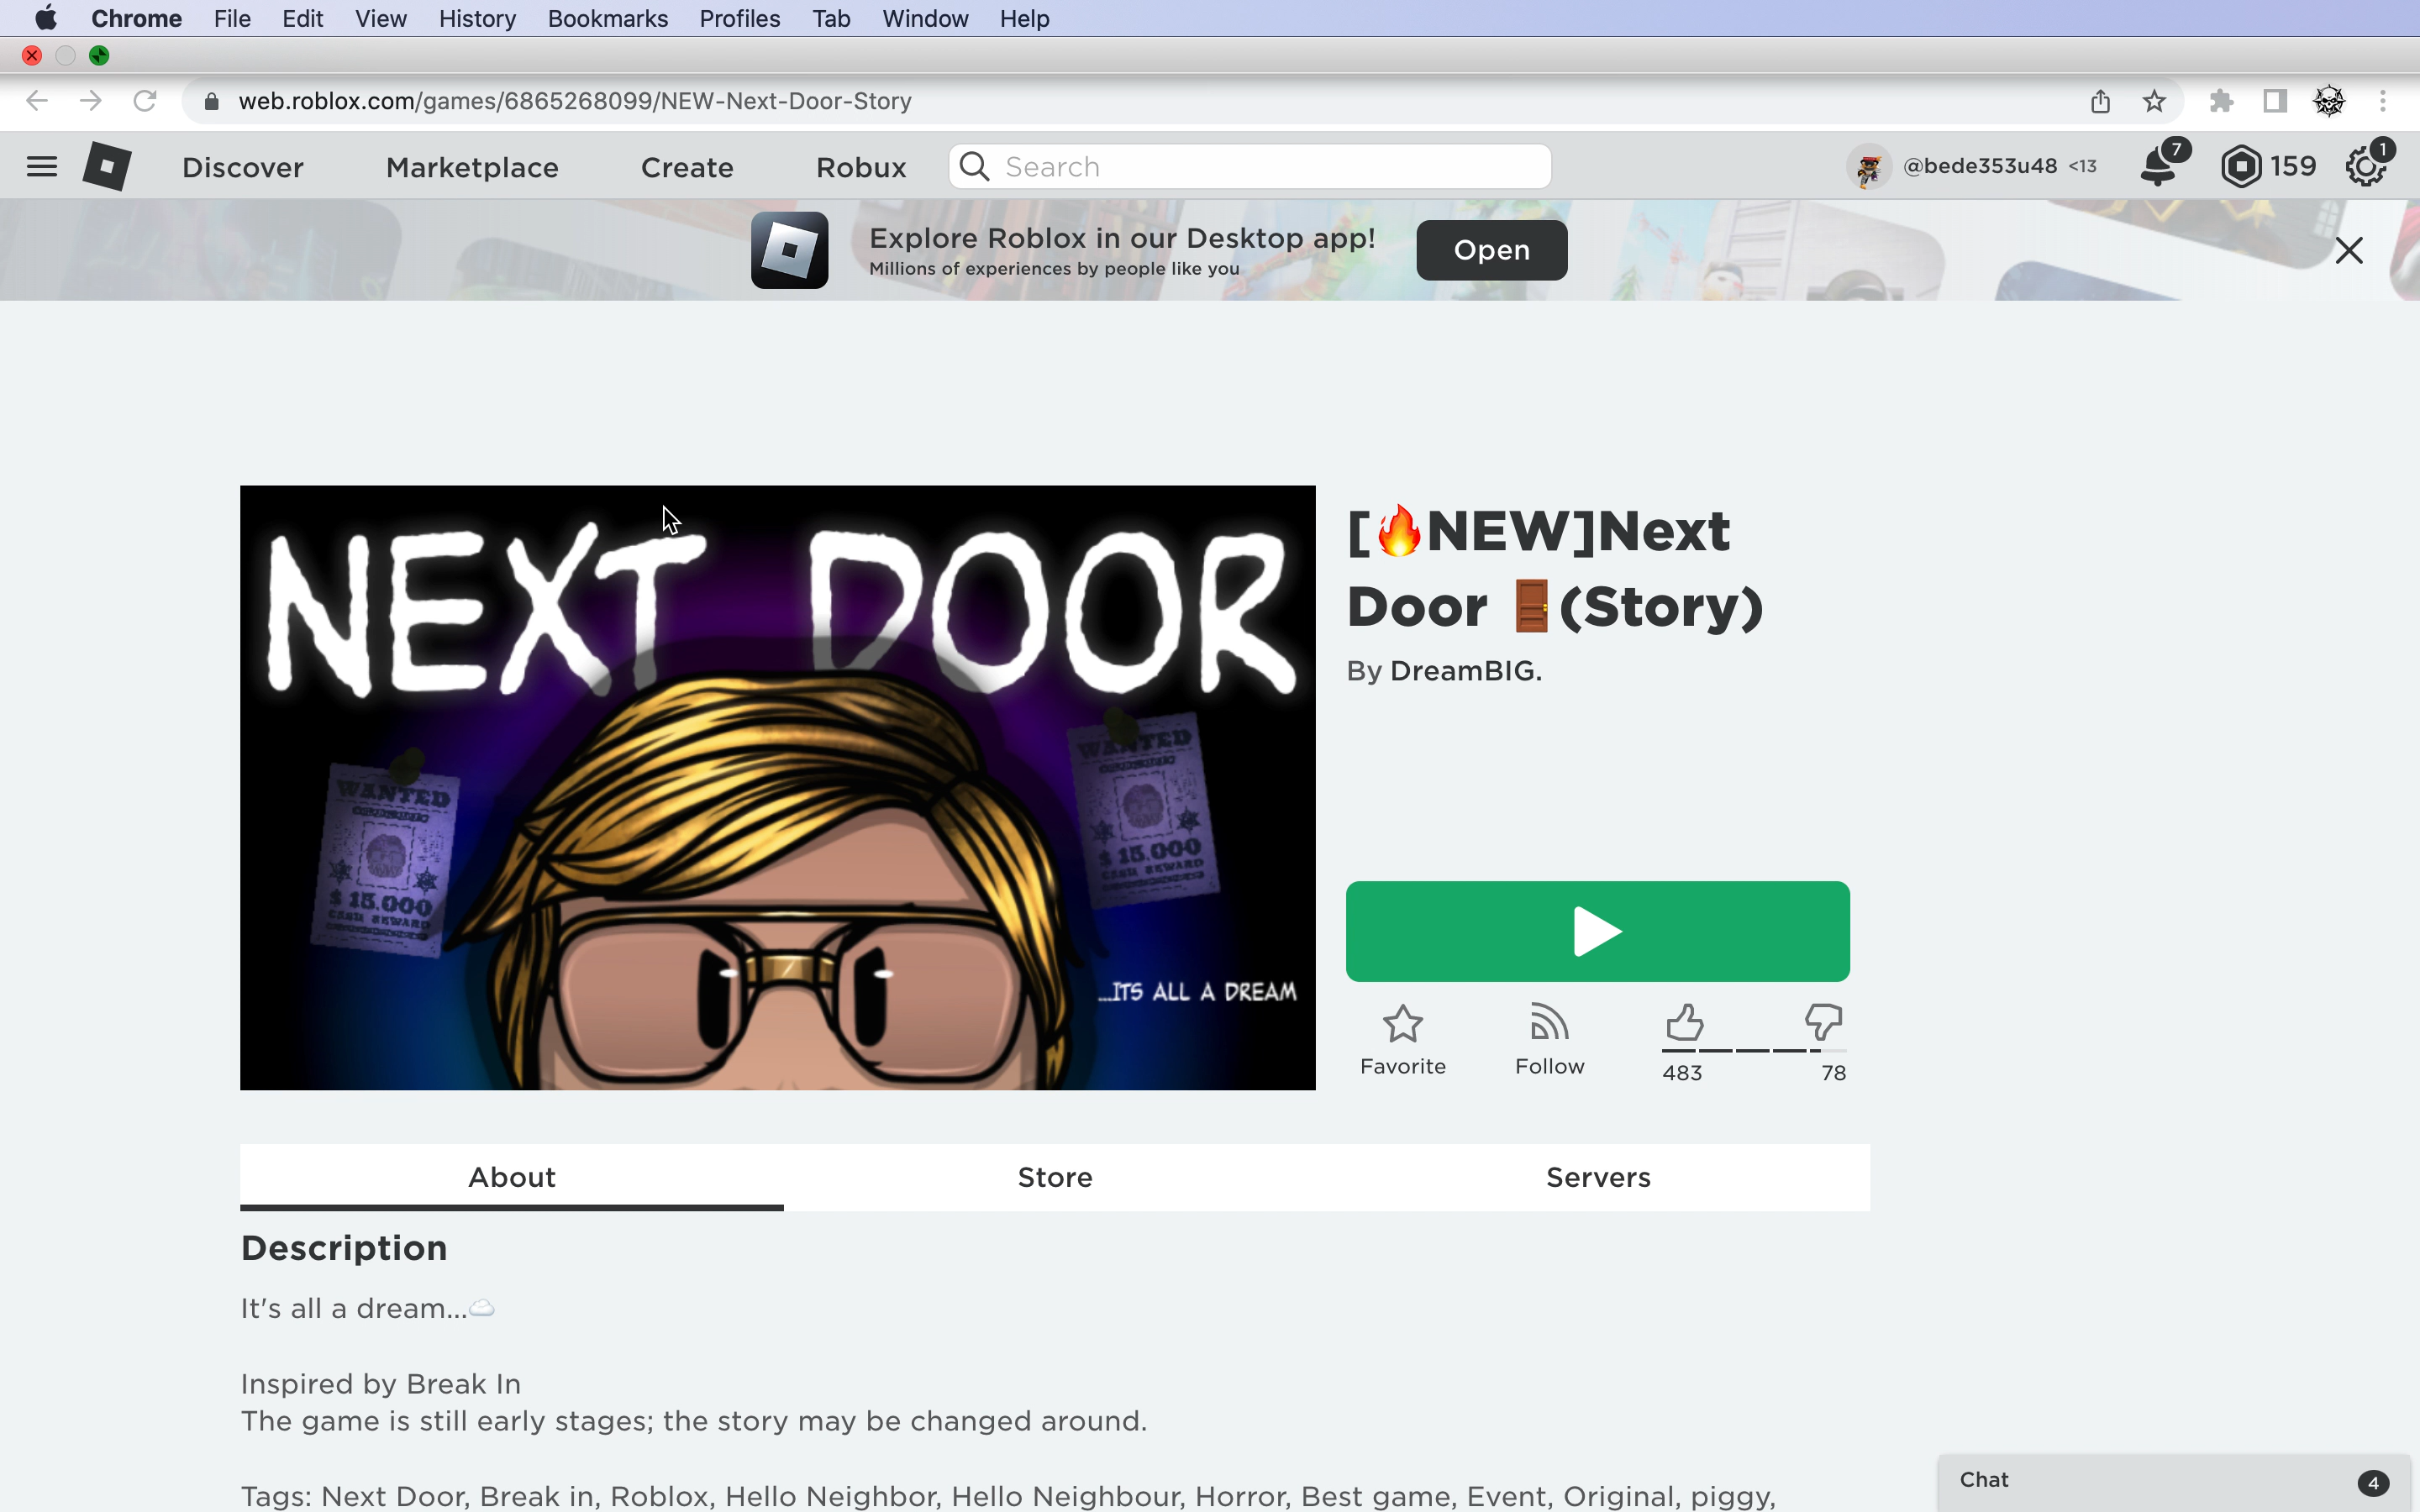 Chrome File Edit View History Bookmarks Profiles Tab Window Help
web.roblox.com/games/6865268099/NEW-Next-Door-Story
Discover Marketplace Create Robux Search @bede353u48 <13 7 159 1
Explore Roblox in our Desktop app!
Millions of experiences by people like you
Open
NEXT DOOR
WANTED
$ 15.000
CASH REWARD
WANTED
$ 15.000
CASH REWARD
...ITS ALL A DREAM
[🔥NEW]Next
Door 🚪(Story)
By DreamBIG.
Favorite Follow 483 78
About Store Servers
Description
It's all a dream...☁️
Inspired by Break In
The game is still early stages; the story may be changed around.
Tags: Next Door, Break in, Roblox, Hello Neighbor, Hello Neighbour, Horror, Best game, Event, Original, piggy,
Chat 4